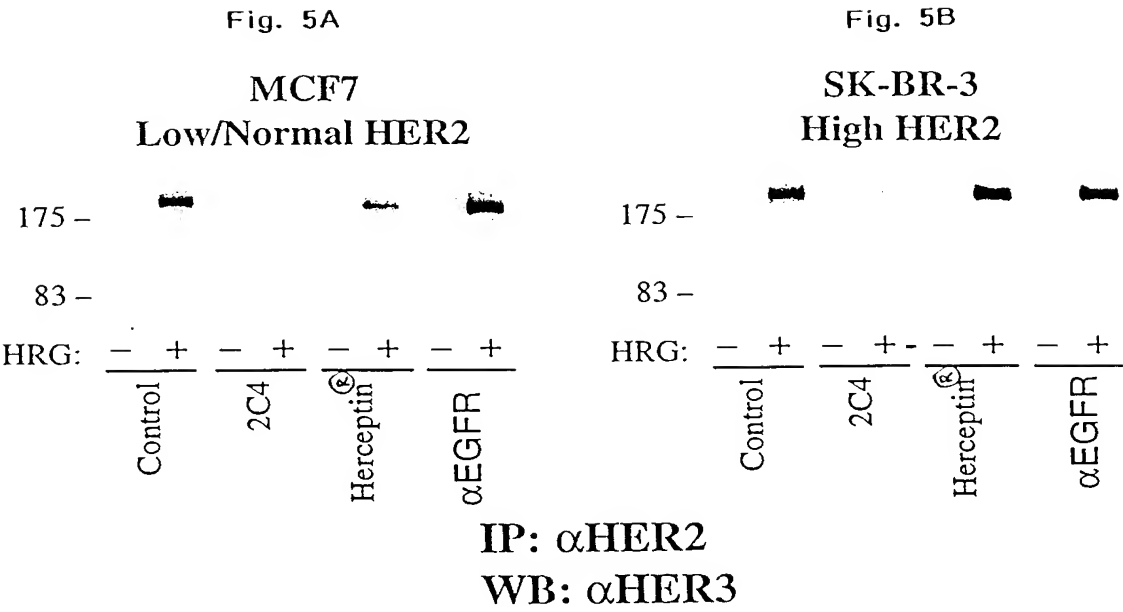 Fig. 5A
MCF7
Low/Normal HER2
175 –
83 –
HRG: – + – + – + – +
Control
2C4
Herceptin®
αEGFR
Fig. 5B
SK-BR-3
High HER2
175 –
83 –
HRG: – + – + - – + – +
Control
2C4
Herceptin®
αEGFR
IP: αHER2
WB: αHER3